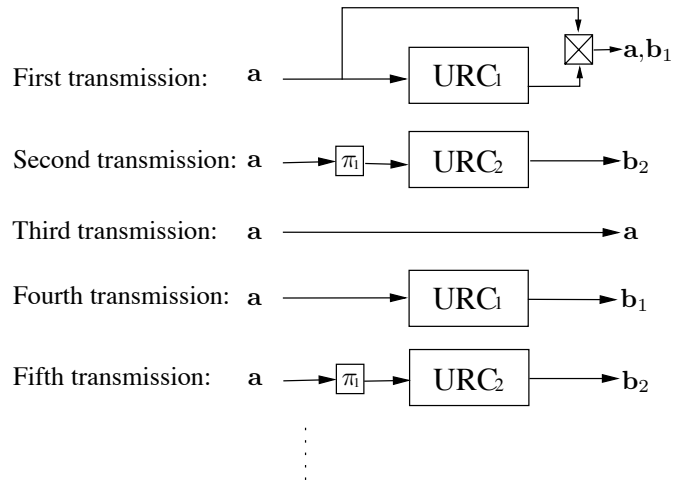 First transmission: a URC₁ a,b₁
Second transmission: a π₁ URC₂ b₂
Third transmission: a a
Fourth transmission: a URC₁ b₁
Fifth transmission: a π₁ URC₂ b₂